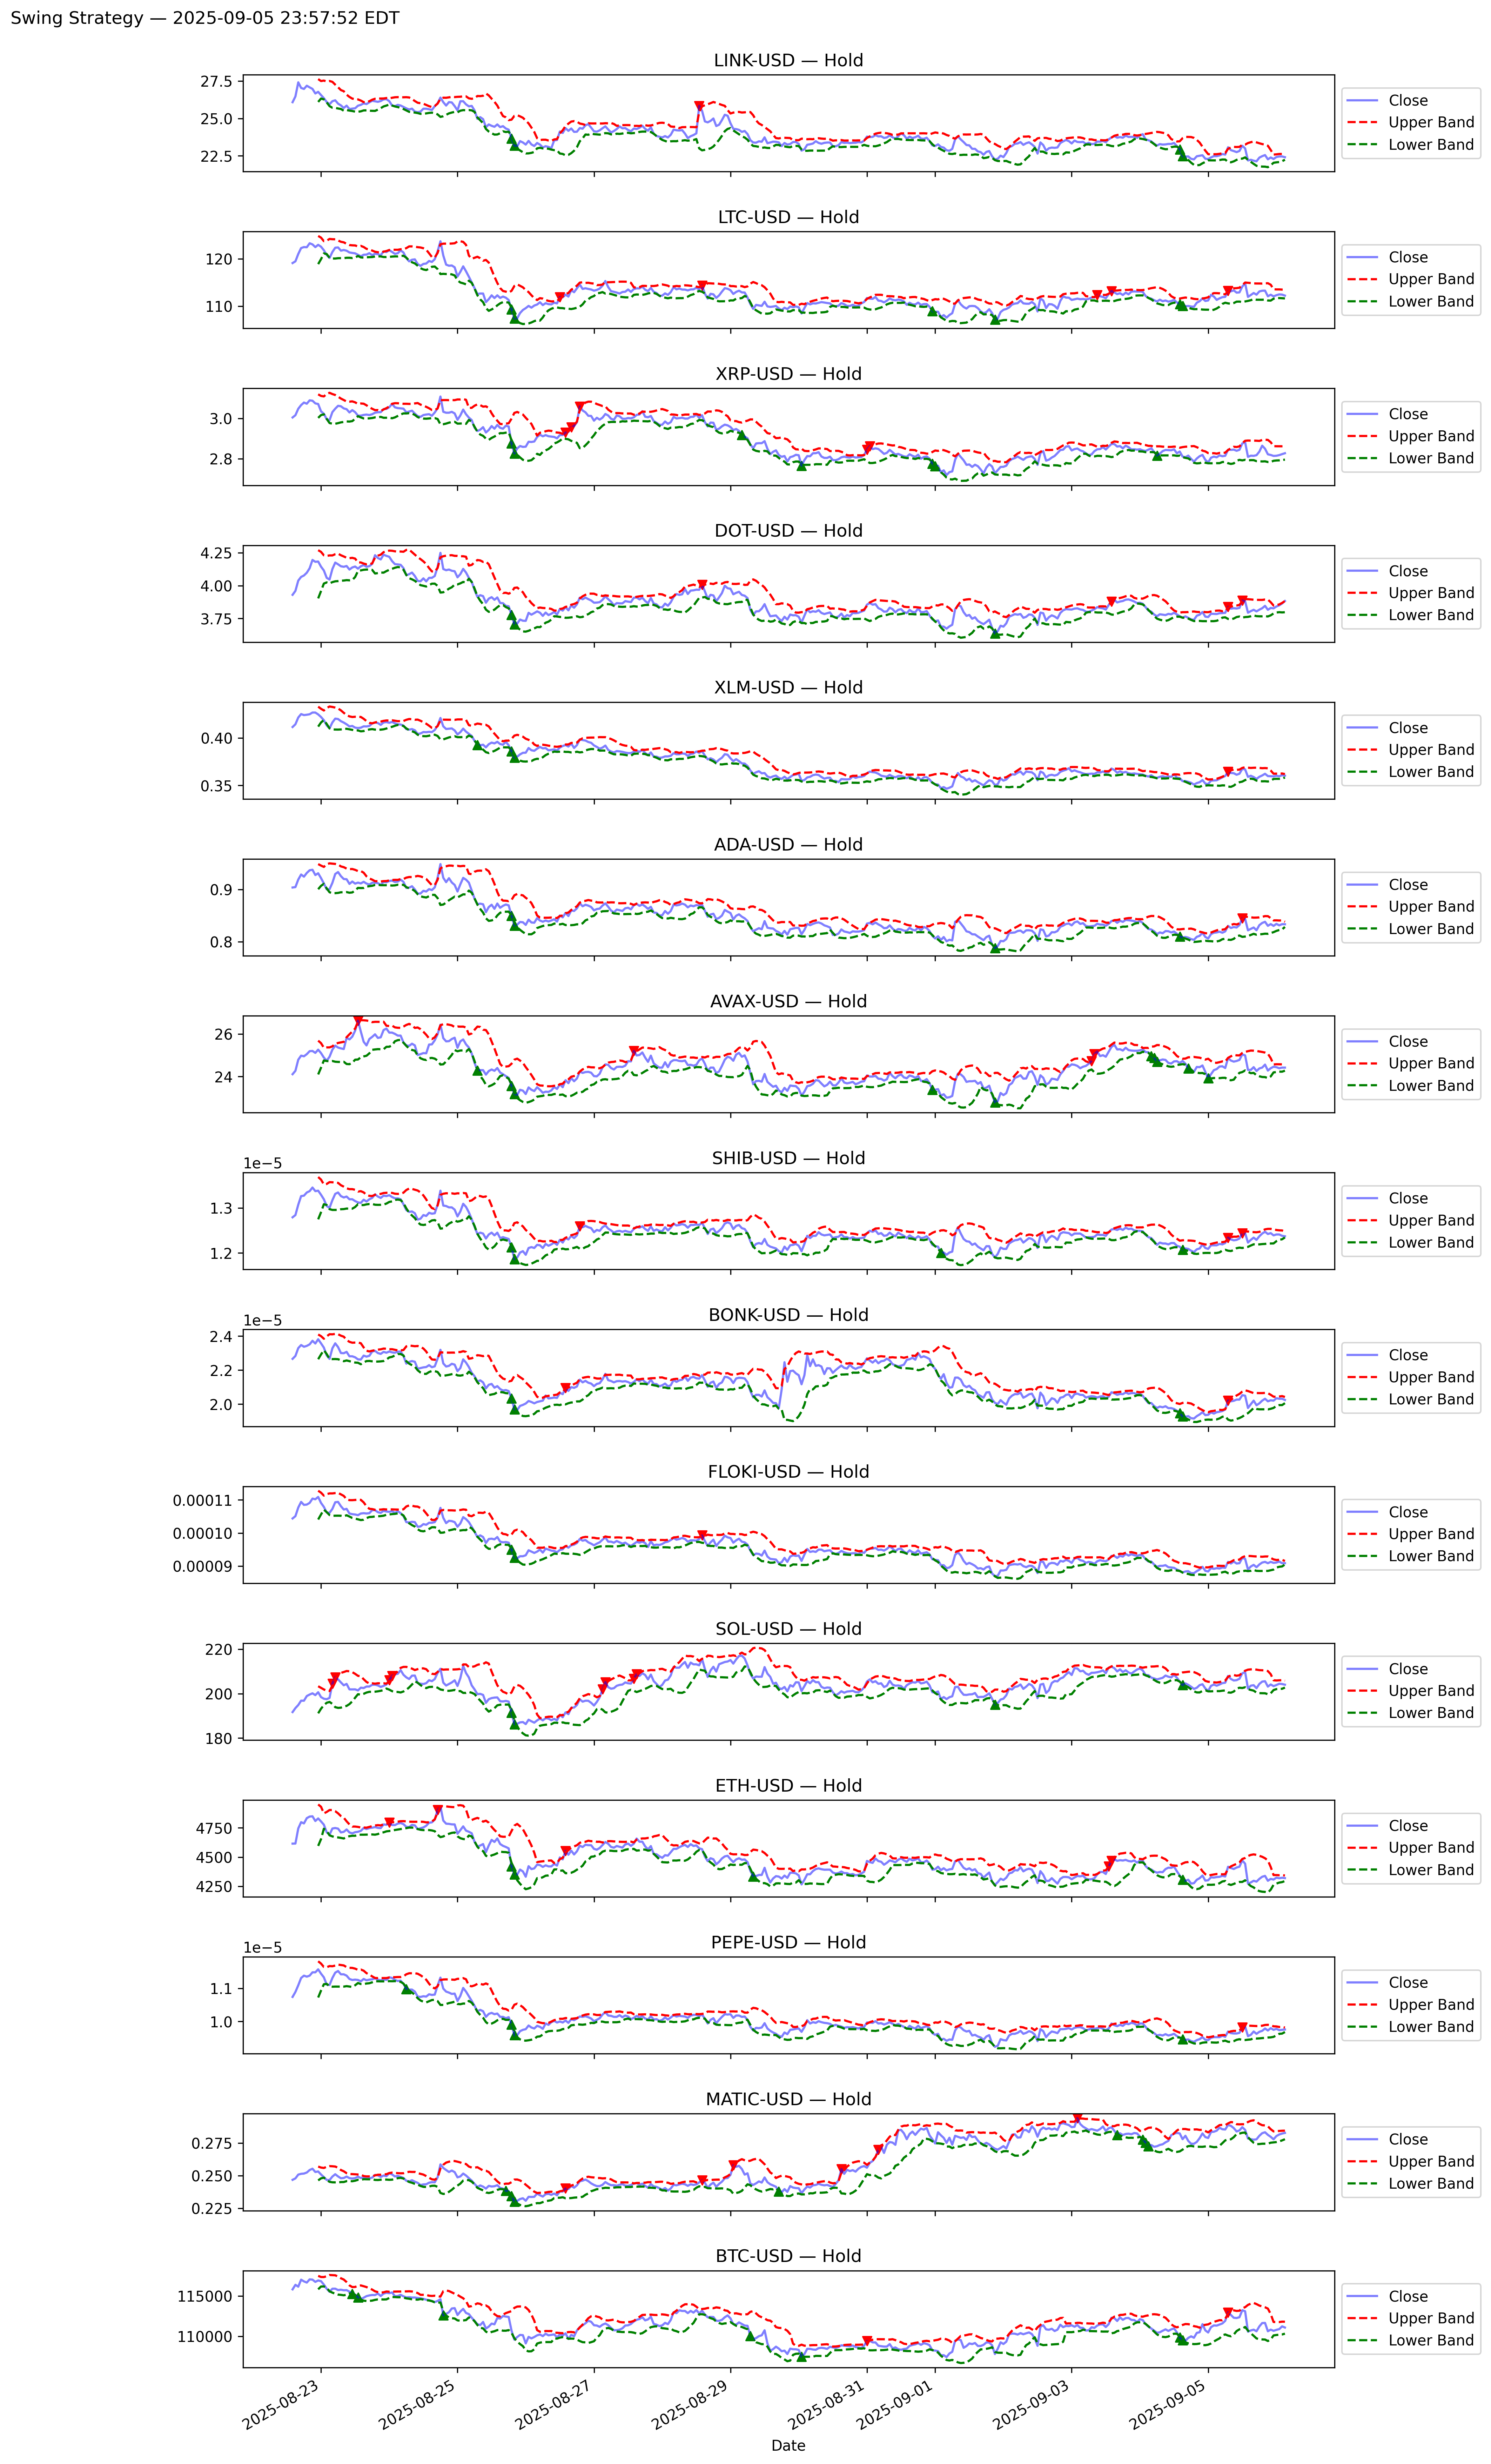 Swing Strategy — 2025-09-05 23:57:52 EDT
LINK-USD — Hold
27.5
25.0
22.5
Close
Upper Band
Lower Band
LTC-USD — Hold
120
110
Close
Upper Band
Lower Band
XRP-USD — Hold
3.0
2.8
Close
Upper Band
Lower Band
DOT-USD — Hold
4.25
4.00
3.75
Close
Upper Band
Lower Band
XLM-USD — Hold
0.40
0.35
Close
Upper Band
Lower Band
ADA-USD — Hold
0.9
0.8
Close
Upper Band
Lower Band
AVAX-USD — Hold
26
24
Close
Upper Band
Lower Band
SHIB-USD — Hold
1e−5
1.3
1.2
Close
Upper Band
Lower Band
BONK-USD — Hold
1e−5
2.4
2.2
2.0
Close
Upper Band
Lower Band
FLOKI-USD — Hold
0.00011
0.00010
0.00009
Close
Upper Band
Lower Band
SOL-USD — Hold
220
200
180
Close
Upper Band
Lower Band
ETH-USD — Hold
4750
4500
4250
Close
Upper Band
Lower Band
PEPE-USD — Hold
1e−5
1.1
1.0
Close
Upper Band
Lower Band
MATIC-USD — Hold
0.275
0.250
0.225
Close
Upper Band
Lower Band
BTC-USD — Hold
115000
110000
Close
Upper Band
Lower Band
2025-08-23
2025-08-25
2025-08-27
2025-08-29
2025-08-31
2025-09-01
2025-09-03
2025-09-05
Date